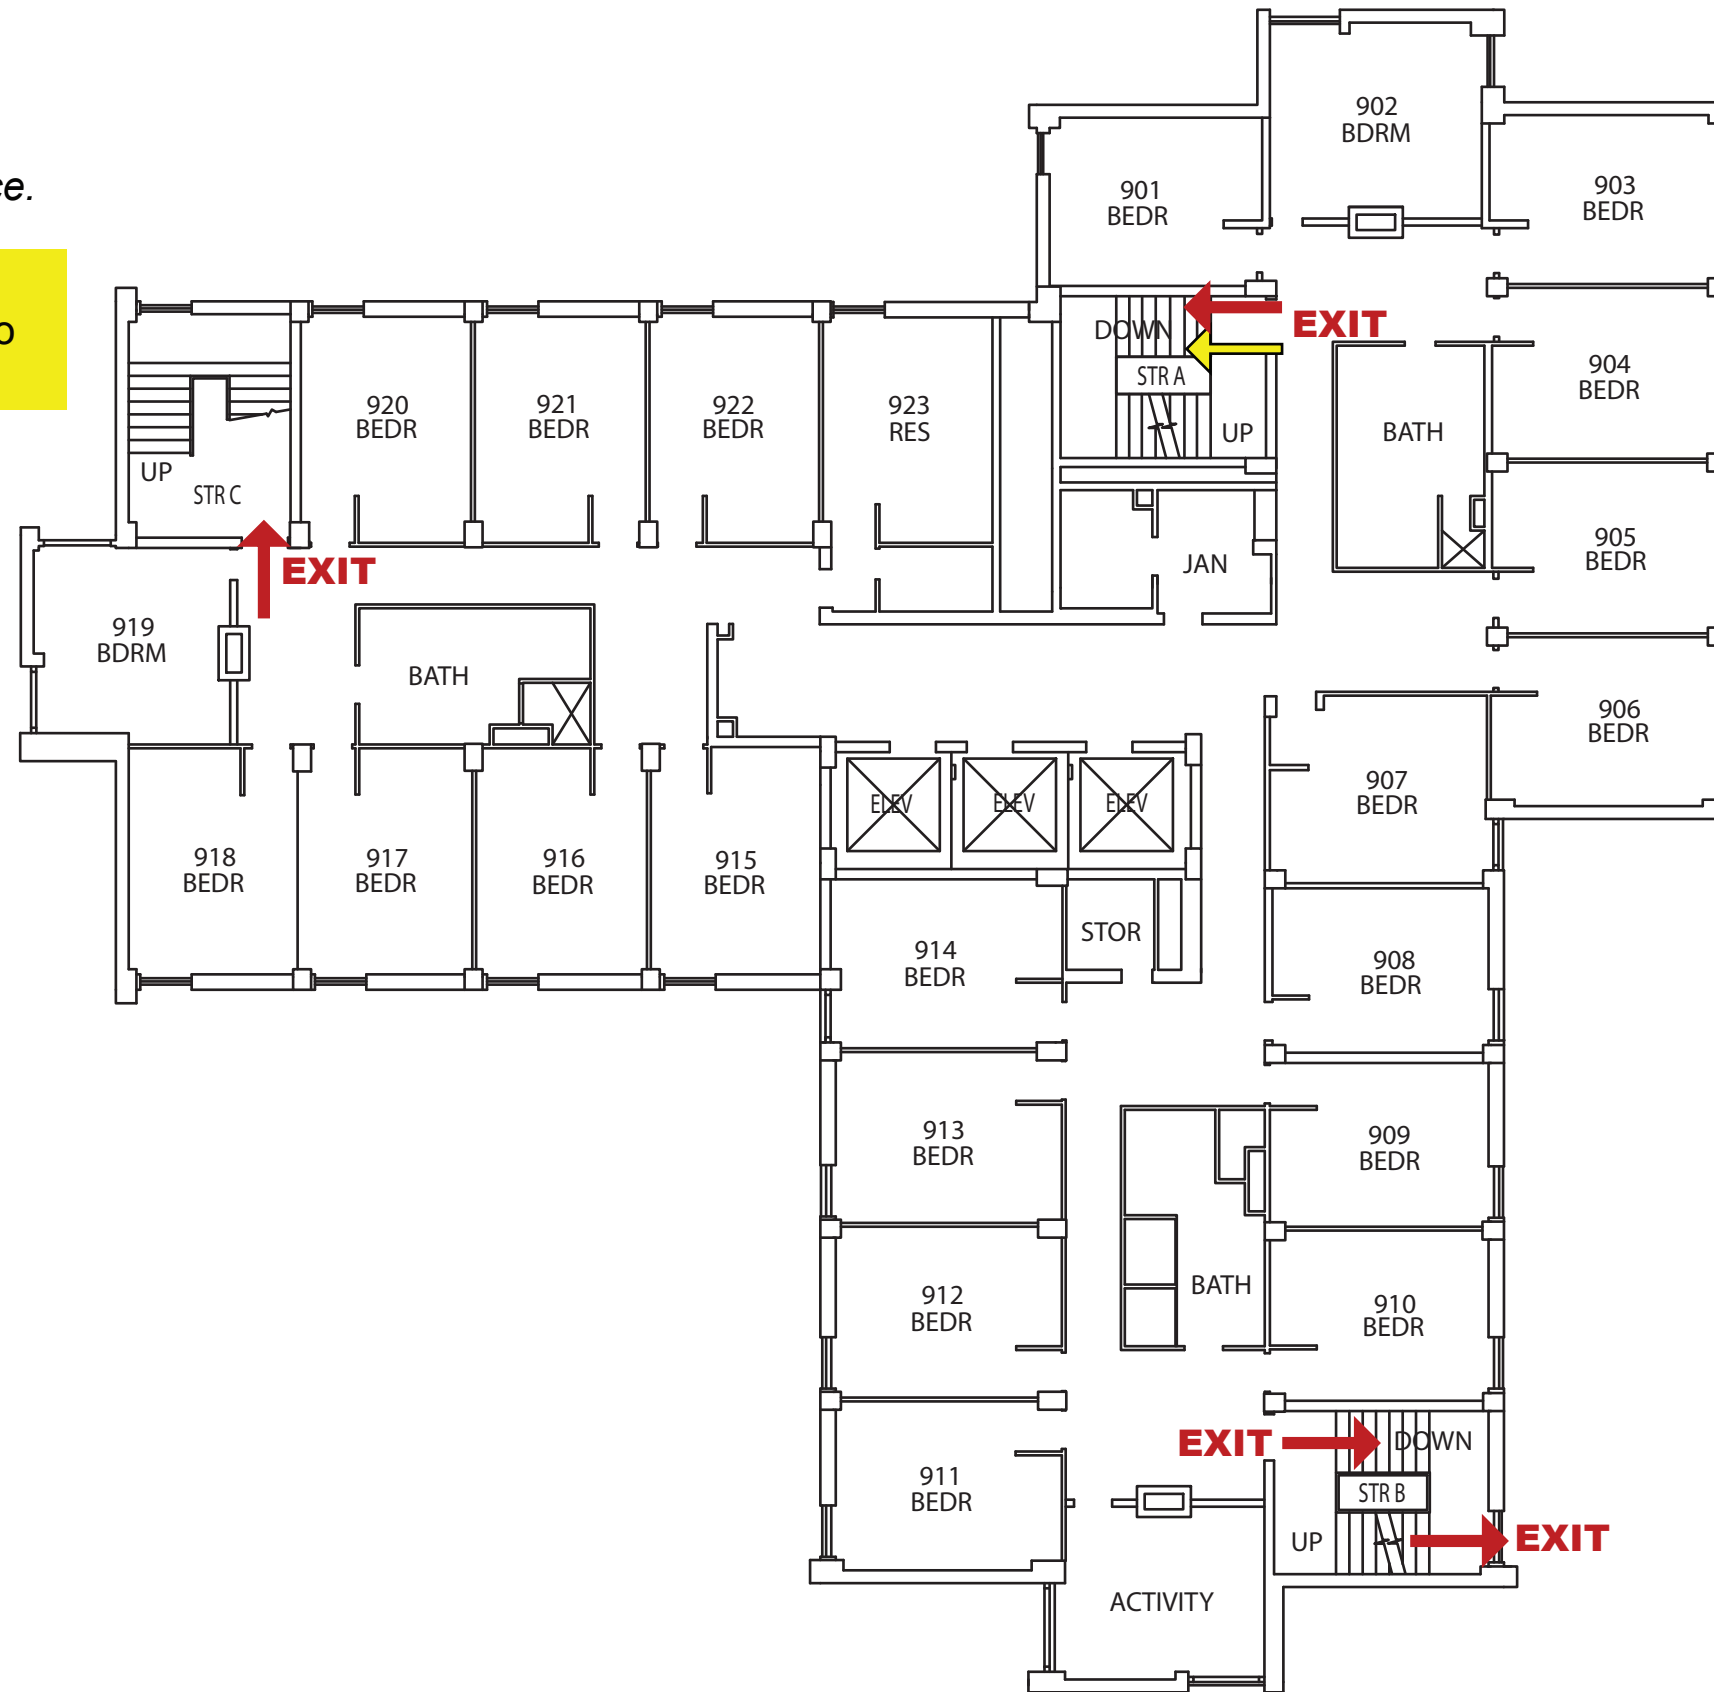 ce.
o
902
BDRM
901
BEDR
903
BEDR
DOWN
EXIT
STR A
UP
904
BEDR
BATH
920
BEDR
921
BEDR
922
BEDR
923
RES
UP
STR C
EXIT
JAN
905
BEDR
919
BDRM
BATH
906
BEDR
907
BEDR
ELEV
ELEV
ELEV
918
BEDR
917
BEDR
916
BEDR
915
BEDR
914
BEDR
STOR
908
BEDR
913
BEDR
909
BEDR
912
BEDR
BATH
910
BEDR
EXIT
DOWN
911
BEDR
STR B
UP
EXIT
ACTIVITY